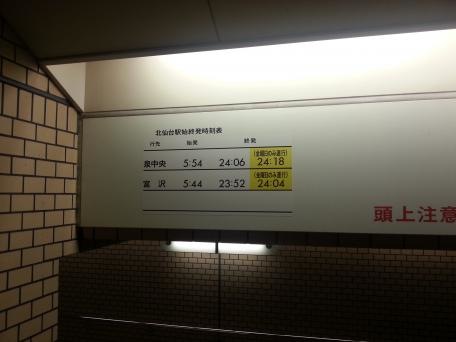 北仙台駅始終発時刻表
行先 始発 終発
(金曜日のみ運行)
泉中央 5:54 24:06 24:18
(金曜日のみ運行)
富沢 5:44 23:52 24:04
頭上注意